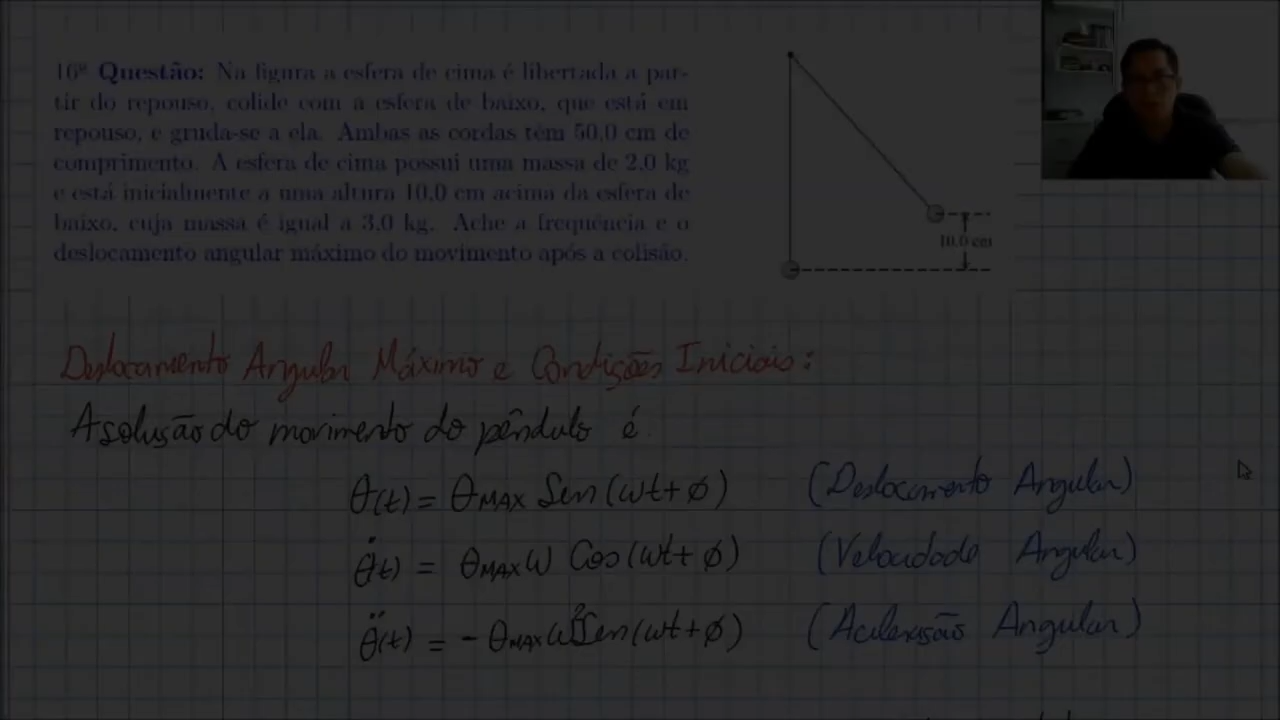 16ª Questão: Na figura a esfera de cima é libertada a par-
tir do repouso, colide com a esfera de baixo, que está em
repouso, e gruda-se a ela. Ambas as cordas têm 50,0 cm de
comprimento. A esfera de cima possui uma massa de 2,0 kg
e está inicialmente a uma altura 10,0 cm acima da esfera de
baixo, cuja massa é igual a 3,0 kg. Ache a frequência e o
deslocamento angular máximo do movimento após a colisão.
10.0 cm
Deslocamento Angular Máximo e Condições Iniciais:
A solução do movimento do pêndulo é
θ(t) = θMAX Sen(ωt+ø) (Deslocamento Angular)
θ̇(t) = θMAXω Cos(ωt+ø) (Velocidade Angular)
θ̈(t) = -θMAXω²Sen(ωt+ø) (Aceleração Angular)